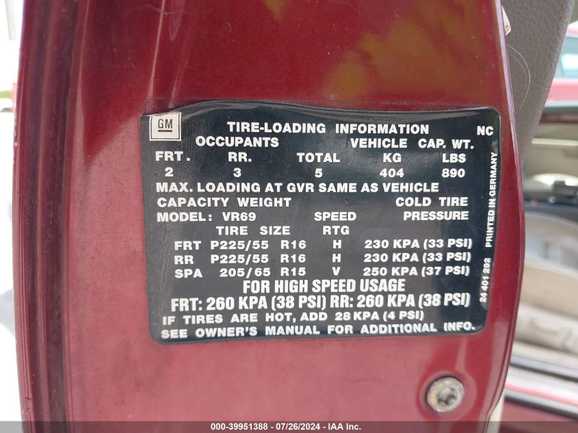 GM
TIRE-LOADING INFORMATION NC
OCCUPANTS VEHICLE CAP. WT.
FRT. RR. TOTAL KG LBS
2 3 5 404 890
MAX. LOADING AT GVR SAME AS VEHICLE
CAPACITY WEIGHT COLD TIRE
MODEL: VR69 SPEED PRESSURE
TIRE SIZE RTG
FRT P225/55 R16 H 230 KPA (33 PSI)
RR P225/55 R16 H 230 KPA (33 PSI)
SPA 205/65 R15 V 250 KPA (37 PSI)
FOR HIGH SPEED USAGE
FRT: 260 KPA (38 PSI) RR: 260 KPA (38 PSI)
IF TIRES ARE HOT, ADD 28 KPA (4 PSI)
SEE OWNER'S MANUAL FOR ADDITIONAL INFO.
24 401 292 PRINTED IN GERMANY
000-39951388 - 07/26/2024 - IAA Inc.